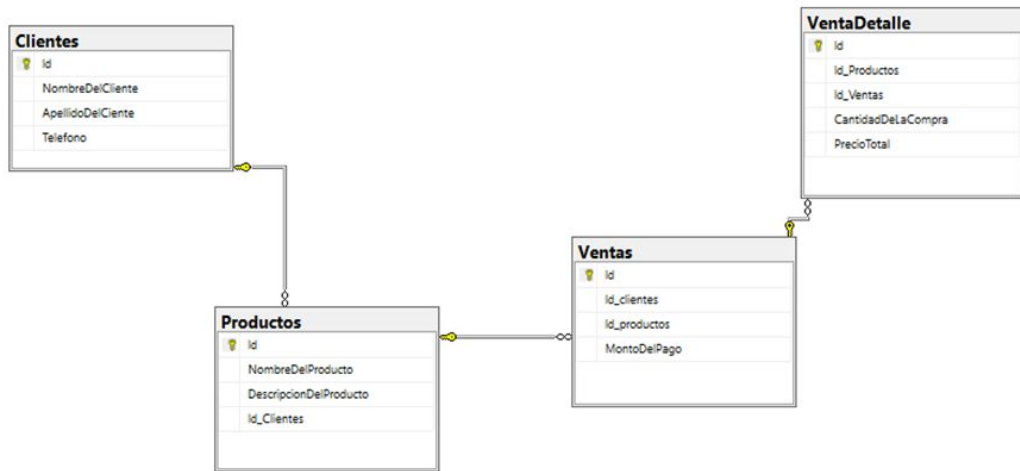 Clientes
Id
NombreDelCliente
ApellidoDelCiente
Telefono
VentaDetalle
Id
Id_Productos
Id_Ventas
CantidadDeLaCompra
PrecioTotal
Ventas
Id
Id_clientes
Id_productos
MontoDelPago
Productos
Id
NombreDelProducto
DescripcionDelProducto
Id_Clientes